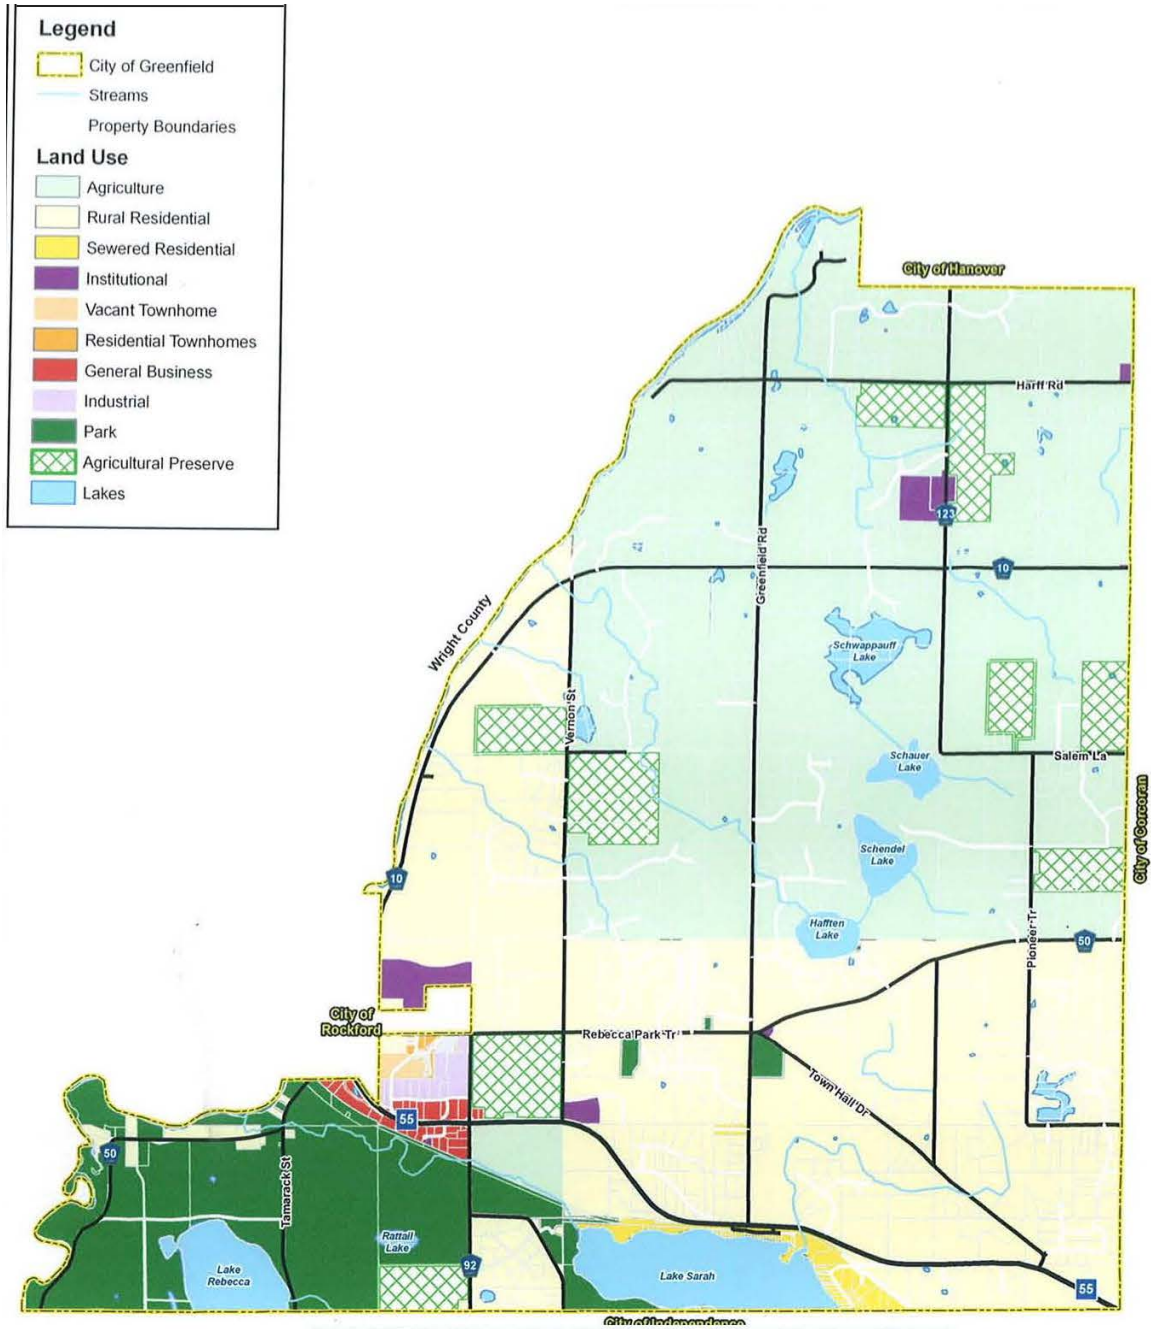 Legend
City of Greenfield
Streams
Property Boundaries
Land Use
Agriculture
Rural Residential
Sewered Residential
Institutional
Vacant Townhome
Residential Townhomes
General Business
Industrial
Park
Agricultural Preserve
Lakes
City of Hanover
Harff Rd
123
Greenfield Rd
10
Wright County
Schwappauff
Lake
Vernon St
Schauer
Lake
Salem La
City of Corcoran
Schendel
Lake
10
Hafften
Lake
Pioneer Tr
50
City of
Rockford
Rebecca Park Tr
Town Hall Dr
55
50
Tamarack St
Rattail
Lake
92
Lake
Rebecca
Lake Sarah
55
City of Independence